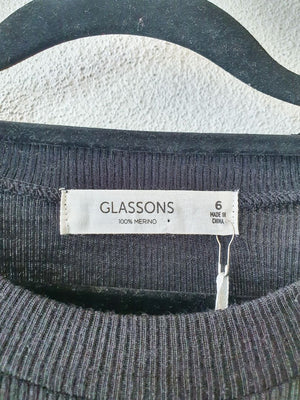 GLASSONS
100% MERINO
6
MADE IN
CHINA